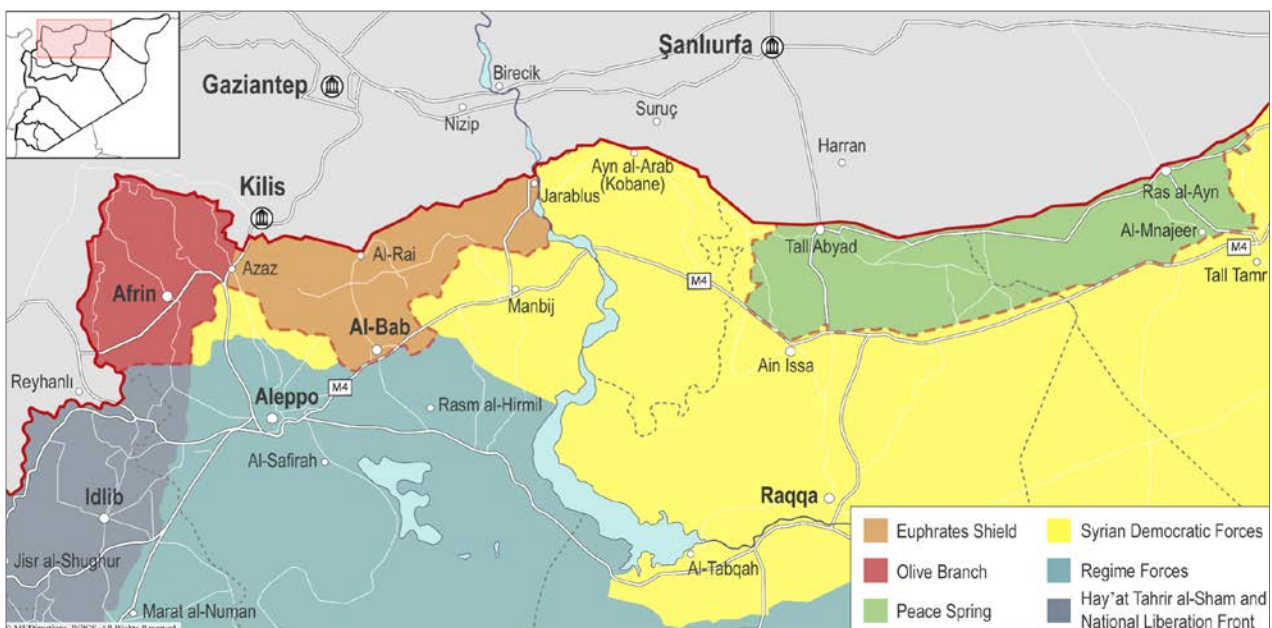 Şanlıurfa
Gaziantep
Birecik
Nizip
Suruç
Harran
Kilis
Ayn al-Arab
(Kobane)
Jarablus
Ras al-Ayn
Al-Mnajeer
Tall Abyad
M4
Tall Tamr
Azaz
Al-Rai
Afrin
M4
Manbij
Al-Bab
Ain Issa
Reyhanlı
M4
Aleppo
Rasm al-Hirmil
Al-Safirah
Idlib
Raqqa
Jisr al-Shughur
Al-Tabqah
Marat al-Numan
Euphrates Shield
Olive Branch
Peace Spring
Syrian Democratic Forces
Regime Forces
Hay'at Tahrir al-Sham and
National Liberation Front
All Rights Reserved